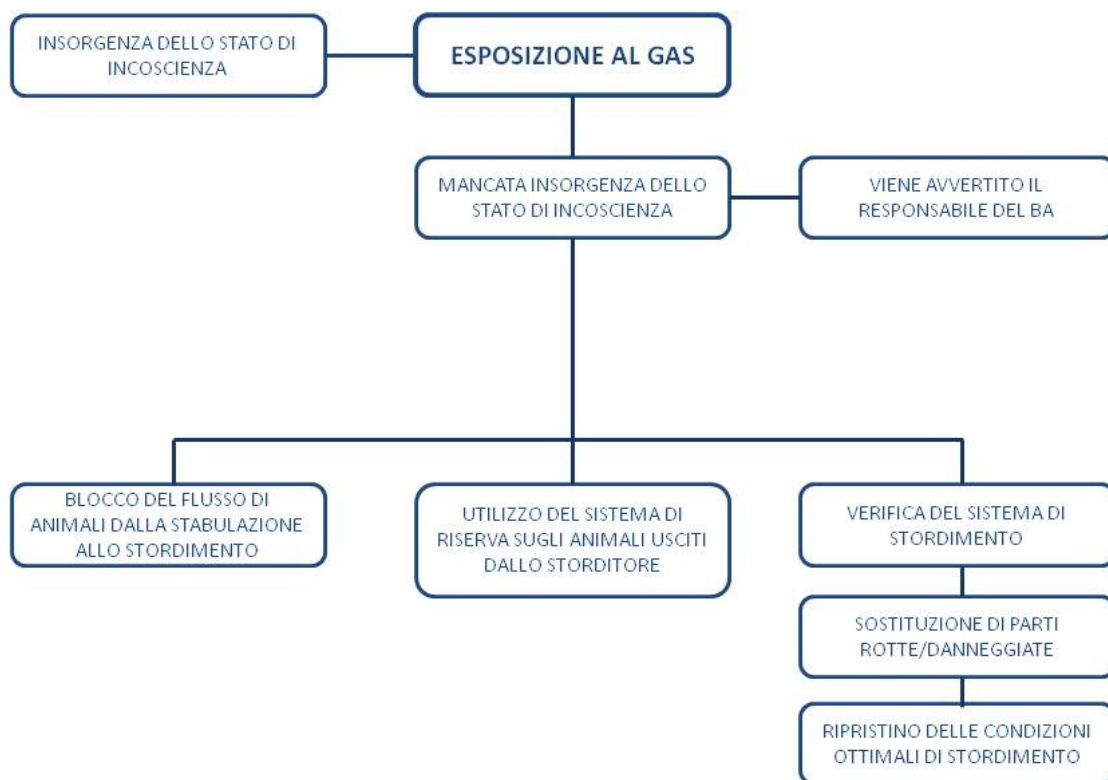 INSORGENZA DELLO STATO DI
INCOSCIENZA
ESPOSIZIONE AL GAS
MANCATA INSORGENZA DELLO
STATO DI INCOSCIENZA
VIENE AVVERTITO IL
RESPONSABILE DEL BA
BLOCCO DEL FLUSSO DI
ANIMALI DALLA STABULAZIONE
ALLO STORDIMENTO
UTILIZZO DEL SISTEMA DI
RISERVA SUGLI ANIMALI USCITI
DALLO STORDITORE
VERIFICA DEL SISTEMA DI
STORDIMENTO
SOSTITUZIONE DI PARTI
ROTTE/DANNEGGIATE
RIPRISTINO DELLE CONDIZIONI
OTTIMALI DI STORDIMENTO